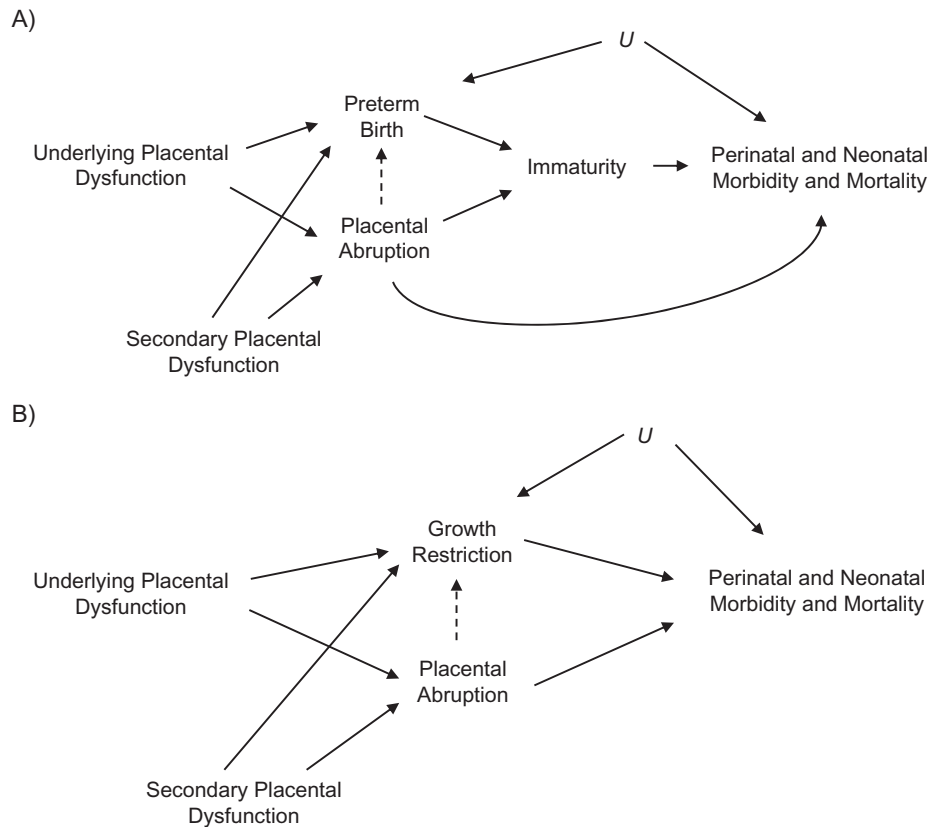 A)
U
Preterm
Birth
Underlying Placental
Dysfunction
Immaturity
Perinatal and Neonatal
Morbidity and Mortality
Placental
Abruption
Secondary Placental
Dysfunction
B)
U
Growth
Restriction
Underlying Placental
Dysfunction
Perinatal and Neonatal
Morbidity and Mortality
Placental
Abruption
Secondary Placental
Dysfunction